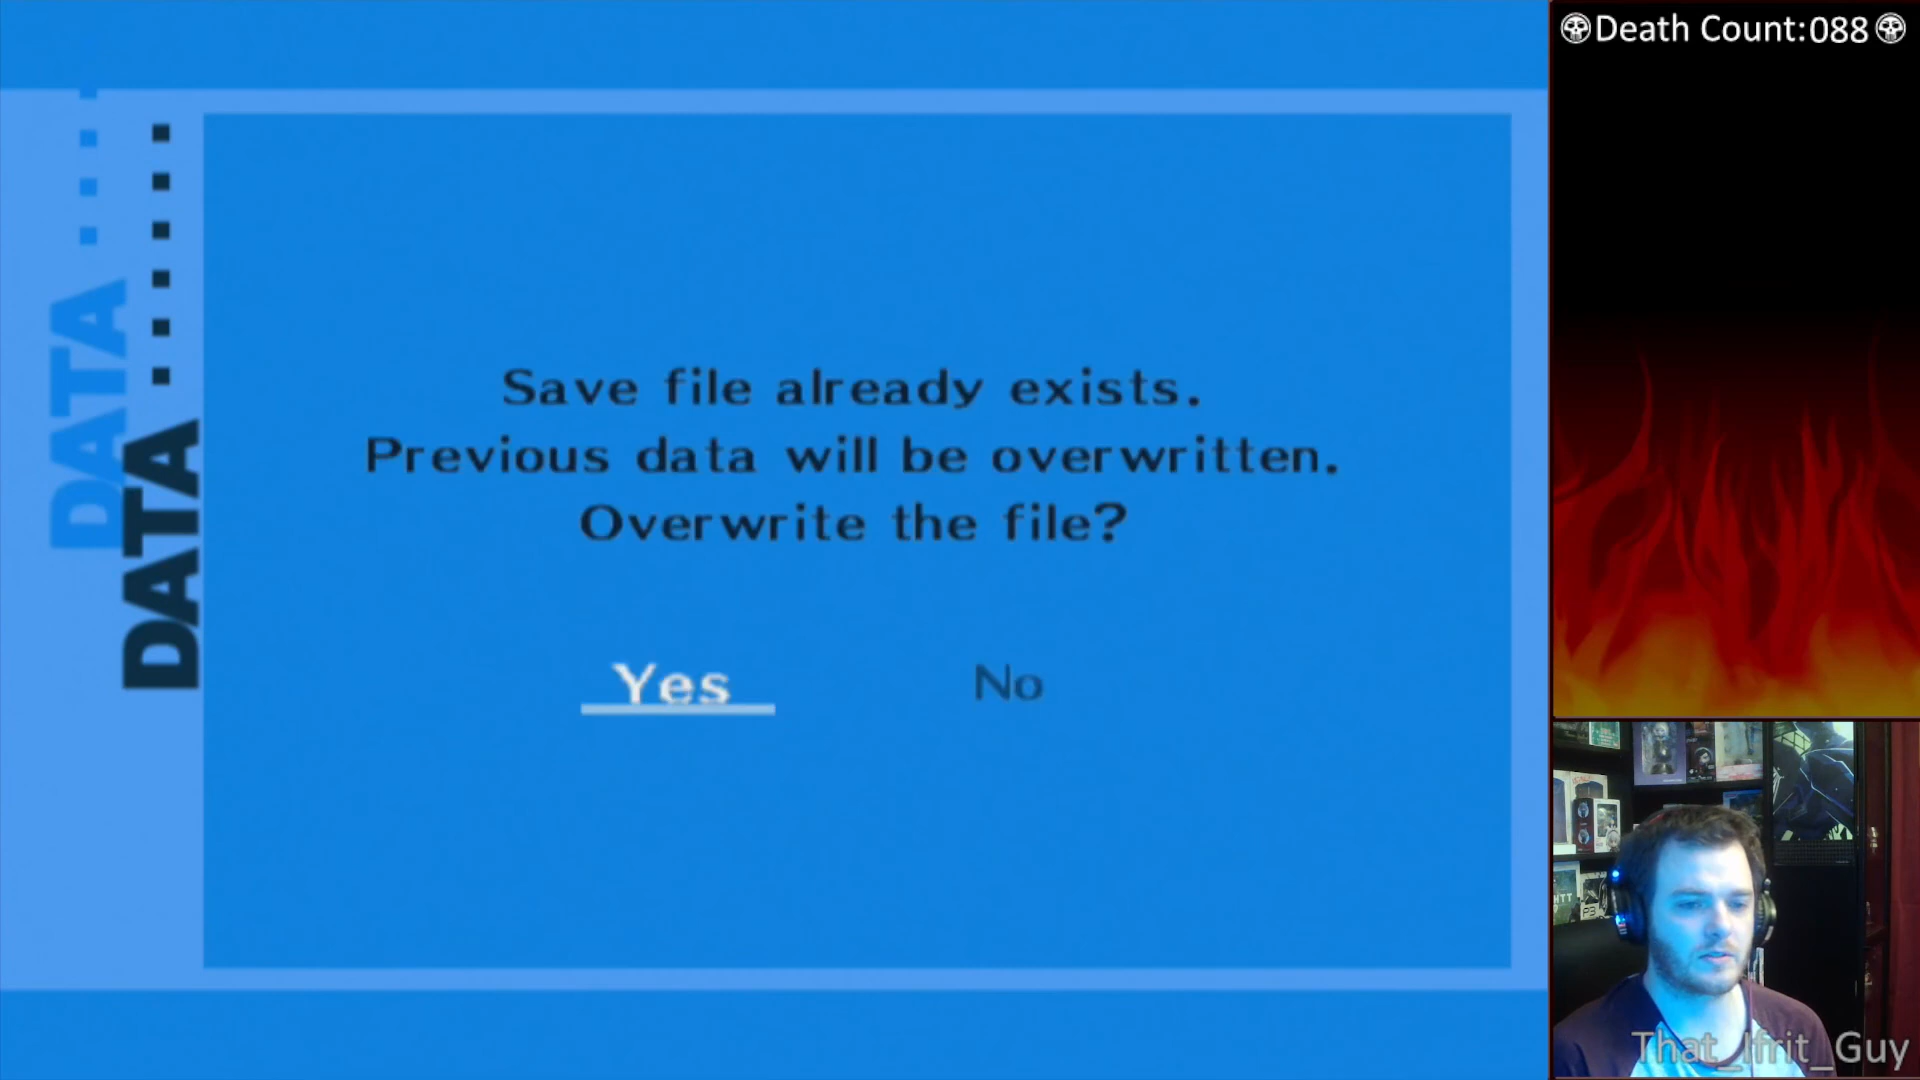 Death Count:088
DATA
DATA
Save file already exists.
Previous data will be overwritten.
Overwrite the file?
Yes No
That_Ifrit_Guy